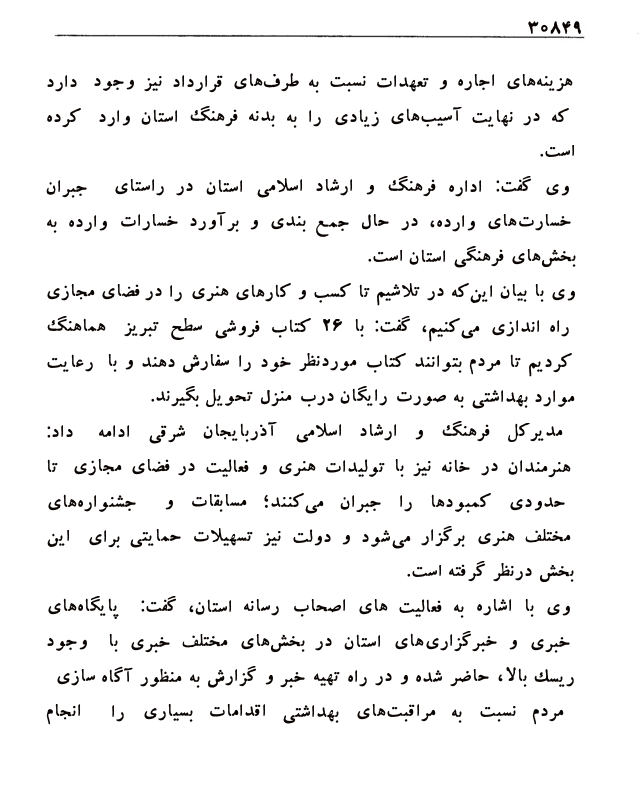 ۳۰۸۴۹
هزینه‌های اجاره و تعهدات نسبت به طرف‌های قرارداد نیز وجود دارد
که در نهایت آسیب‌های زیادی را به بدنه فرهنگ استان وارد کرده
است.
وی گفت: اداره فرهنگ و ارشاد اسلامی استان در راستای جبران
خسارت‌های وارده، در حال جمع بندی و برآورد خسارات وارده به
بخش‌های فرهنگی استان است.
وی با بیان این‌که در تلاشیم تا کسب و کارهای هنری را در فضای مجازی
راه اندازی می‌کنیم، گفت: با ۲۶ کتاب فروشی سطح تبریز هماهنگ
کردیم تا مردم بتوانند کتاب موردنظر خود را سفارش دهند و با رعایت
موارد بهداشتی به صورت رایگان درب منزل تحویل بگیرند.
مدیرکل فرهنگ و ارشاد اسلامی آذربایجان شرقی ادامه داد:
هنرمندان در خانه نیز با تولیدات هنری و فعالیت در فضای مجازی تا
حدودی کمبودها را جبران می‌کنند؛ مسابقات و جشنواره‌های
مختلف هنری برگزار می‌شود و دولت نیز تسهیلات حمایتی برای این
بخش درنظر گرفته است.
وی با اشاره به فعالیت های اصحاب رسانه استان، گفت: پایگاه‌های
خبری و خبرگزاری‌های استان در بخش‌های مختلف خبری با وجود
ریسک بالا، حاضر شده و در راه تهیه خبر و گزارش به منظور آگاه سازی
مردم نسبت به مراقبت‌های بهداشتی اقدامات بسیاری را انجام